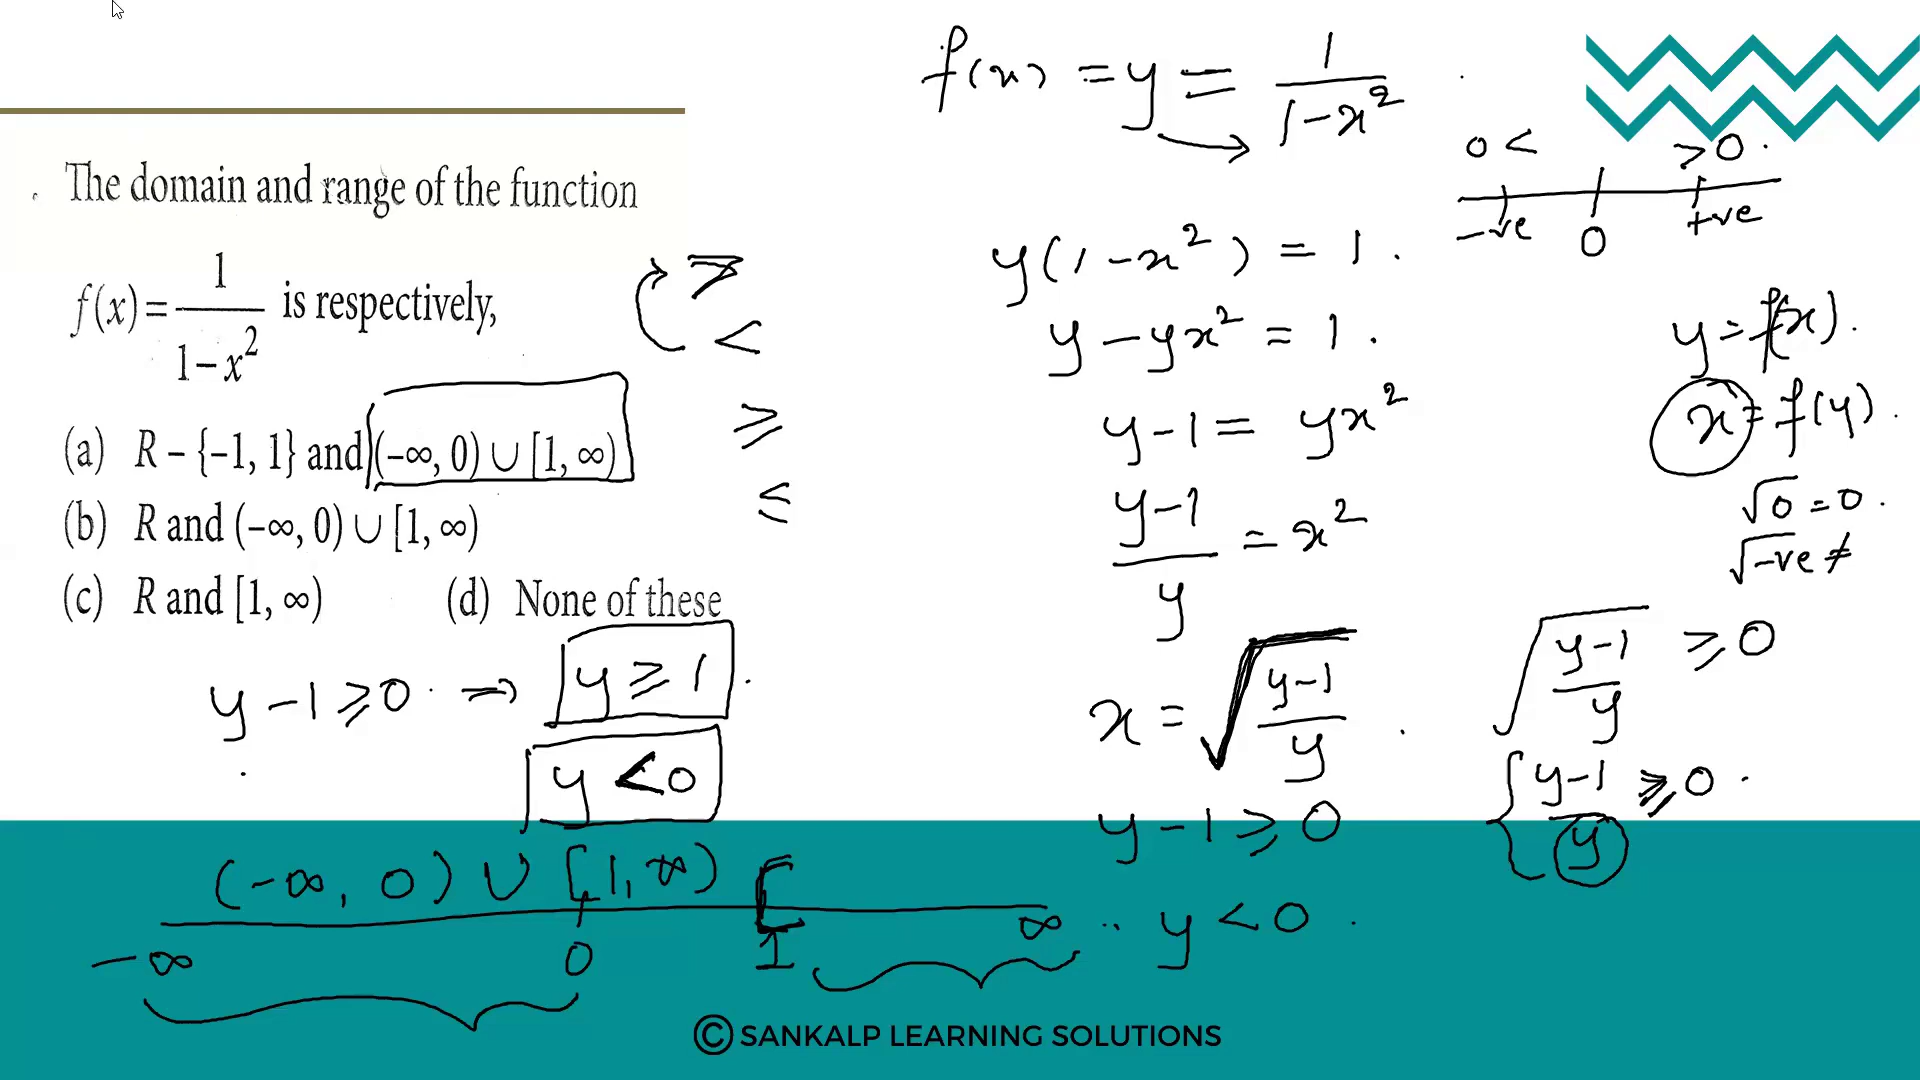 The domain and range of the function
f(x) = 1/(1−x²) is respectively,
(a) R – {–1, 1} and (–∞, 0) ∪ [1, ∞)
(b) R and (–∞, 0) ∪ [1, ∞)
(c) R and [1, ∞) (d) None of these
>
<
≥
≤
y − 1 ≥ 0 ⇒ y ≥ 1
y < 0
(−∞, 0) ∪ [1, ∞) [
−∞ 0 1 ∞
f(x) = y = 1/(1−x²)
y(1−x²) = 1.
y − yx² = 1.
y−1 = yx²
(y−1)/y = x²
x = √((y−1)/y)
y−1 ≥ 0
y < 0
0 < > 0
−ve 0 +ve
y = f(x).
x = f(y).
√0 = 0.
√−ve ≠
√((y−1)/y) ≥ 0
{ (y−1)/y ≥ 0
© SANKALP LEARNING SOLUTIONS